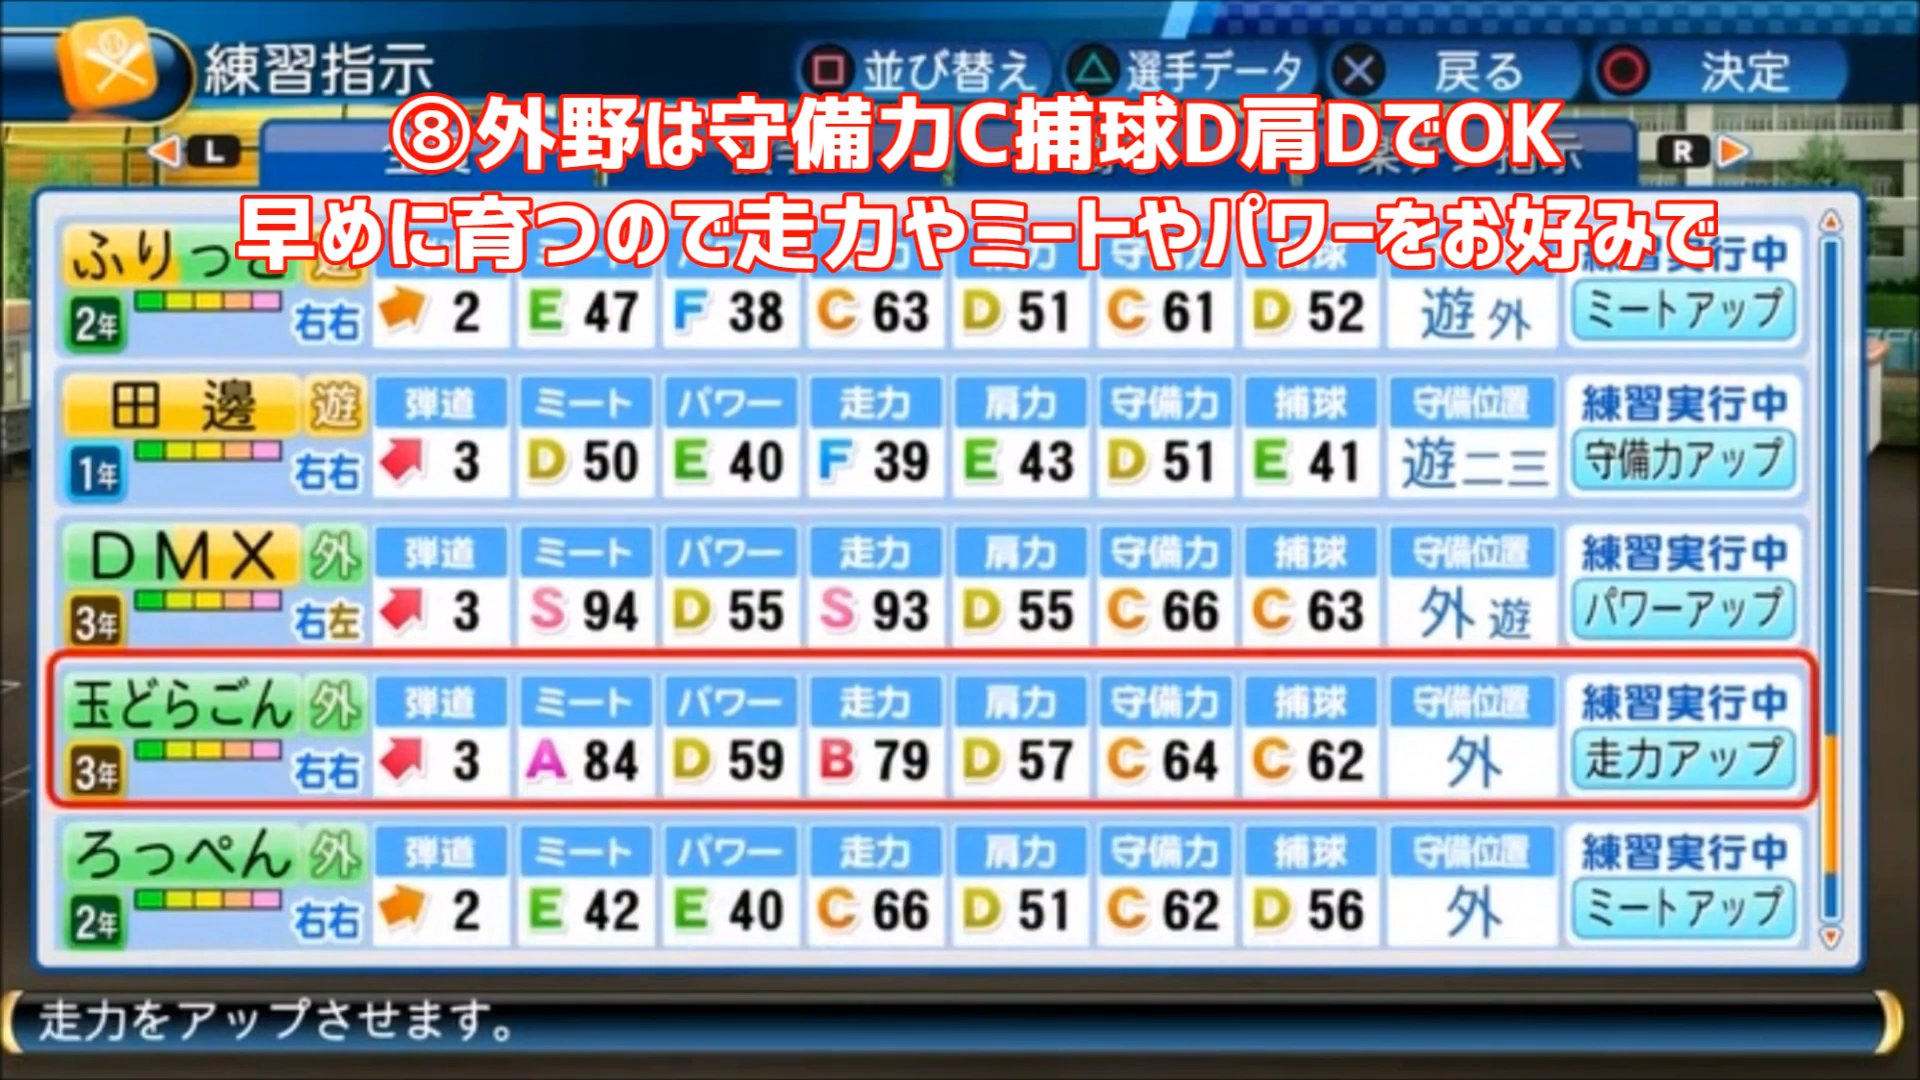 練習指示
並び替え 選手データ 戻る 決定
⑧外野は守備力C捕球D肩DでOK
L R
早めに育つので走力やミートやパワーをお好みで
ふりっ 実行中
2年 右右 2 E 47 F 38 C 63 D 51 C 61 D 52 遊外 ミートアップ
田邊 遊 弾道 ミート パワー 走力 肩力 守備力 捕球 守備位置 練習実行中
1年 右右 3 D 50 E 40 F 39 E 43 D 51 E 41 遊二三 守備力アップ
DMX 外 弾道 ミート パワー 走力 肩力 守備力 捕球 守備位置 練習実行中
3年 右左 3 S 94 D 55 S 93 D 55 C 66 C 63 外遊 パワーアップ
玉どらごん 外 弾道 ミート パワー 走力 肩力 守備力 捕球 守備位置 練習実行中
3年 右右 3 A 84 D 59 B 79 D 57 C 64 C 62 外 走力アップ
ろっぺん 外 弾道 ミート パワー 走力 肩力 守備力 捕球 守備位置 練習実行中
2年 右右 2 E 42 E 40 C 66 D 51 C 62 D 56 外 ミートアップ
走力をアップさせます。